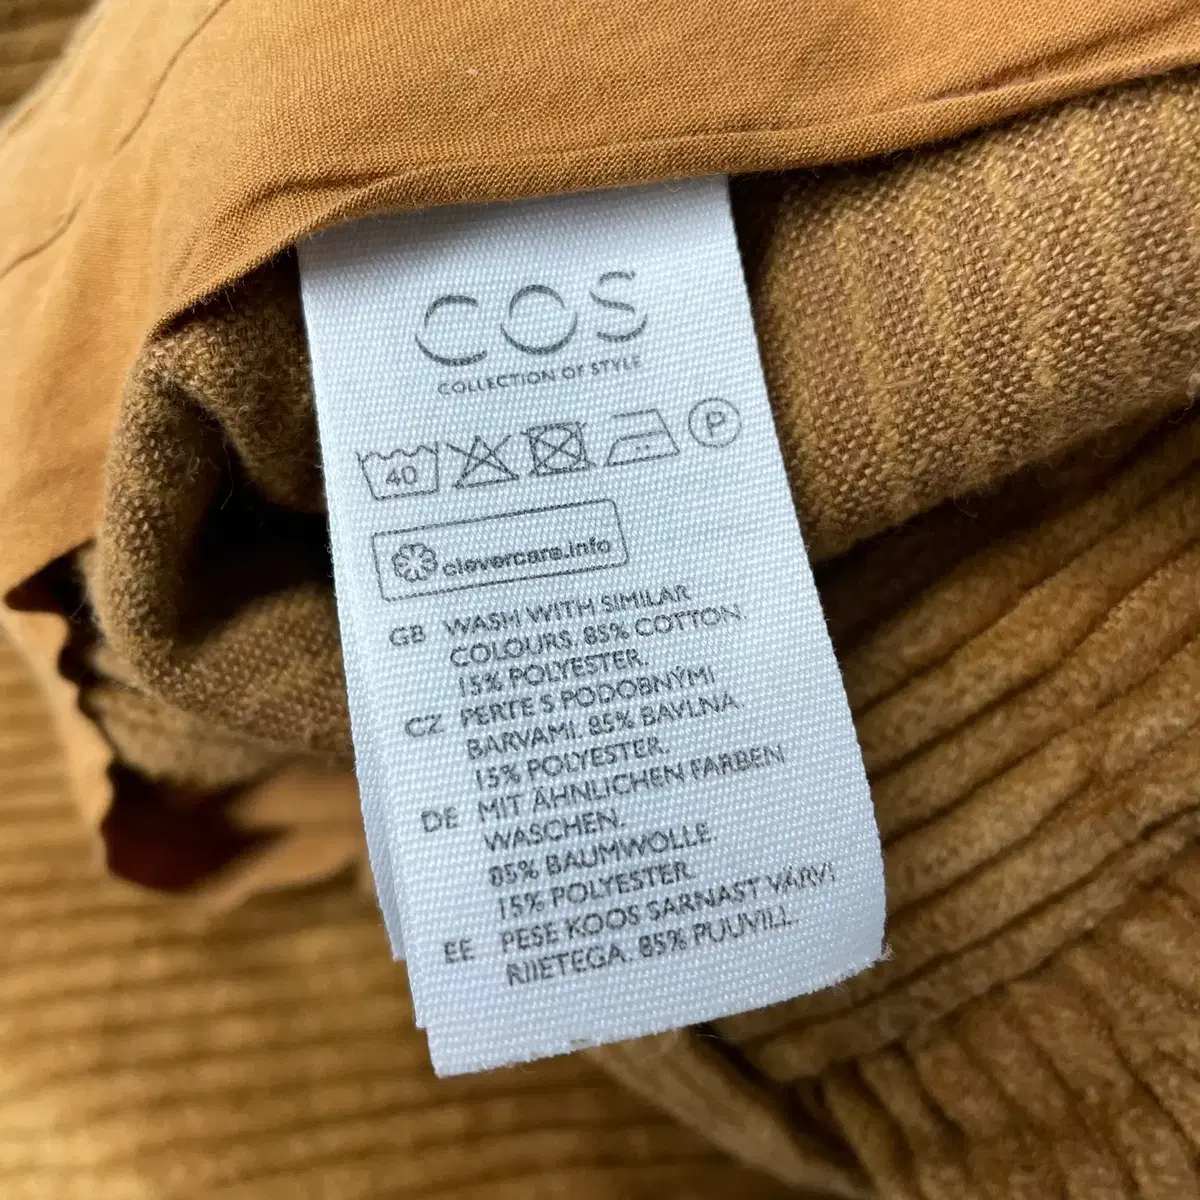 COS
COLLECTION OF STYLE
40 P
clevercare.info
GB WASH WITH SIMILAR
COLOURS. 85% COTTON.
15% POLYESTER.
CZ PERTE S PODOBNÝMI
BARVAMI. 85% BAVLNA.
15% POLYESTER.
DE MIT ÄHNLICHEN FARBEN
WASCHEN.
85% BAUMWOLLE.
15% POLYESTER.
EE PESE KOOS SARNAST VÄRVI
RIIETEGA. 85% PUUVILL.